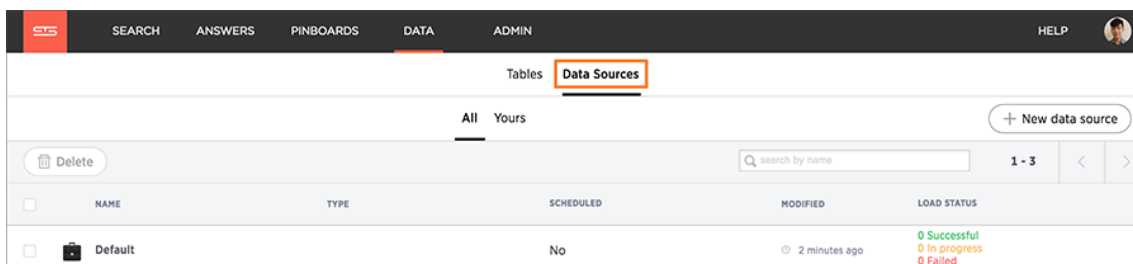 SEARCH ANSWERS PINBOARDS DATA ADMIN HELP
Tables Data Sources
All Yours + New data source
Delete search by name 1 - 3 < >
NAME TYPE SCHEDULED MODIFIED LOAD STATUS
0 Successful
Default No 2 minutes ago 0 In progress
0 Failed